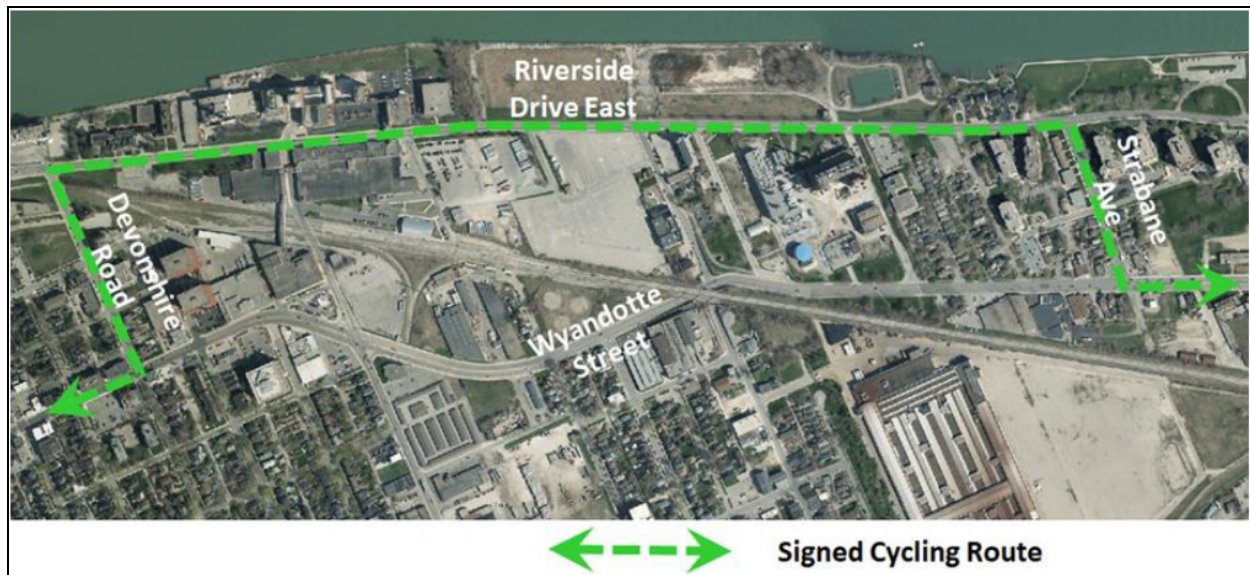 Riverside
Drive East
Devonshire
Road
Strabane
Ave
Wyandotte
Street
Signed Cycling Route